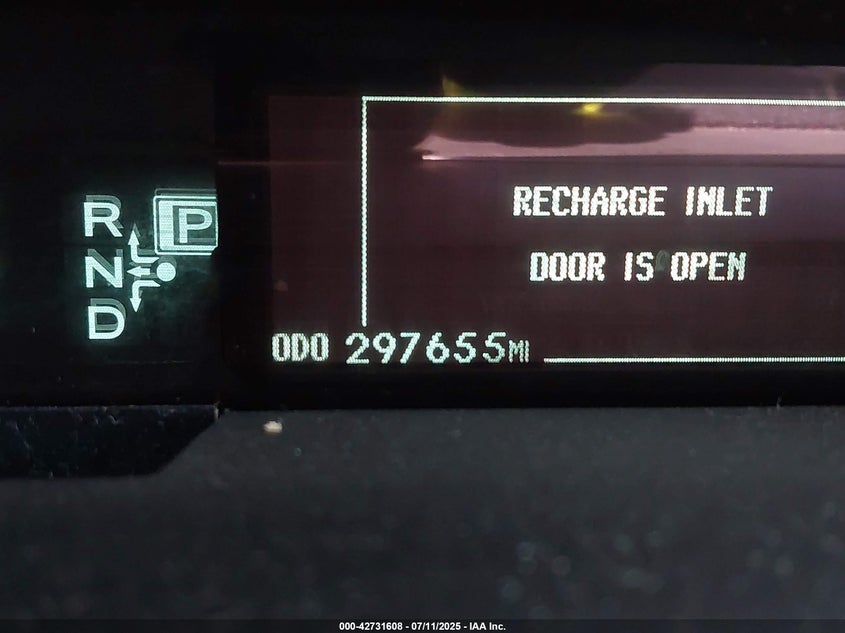 RECHARGE INLET
DOOR IS OPEN
R
P
N
D
ODO 297655MI
000-42731608 - 07/11/2025 - IAA Inc.